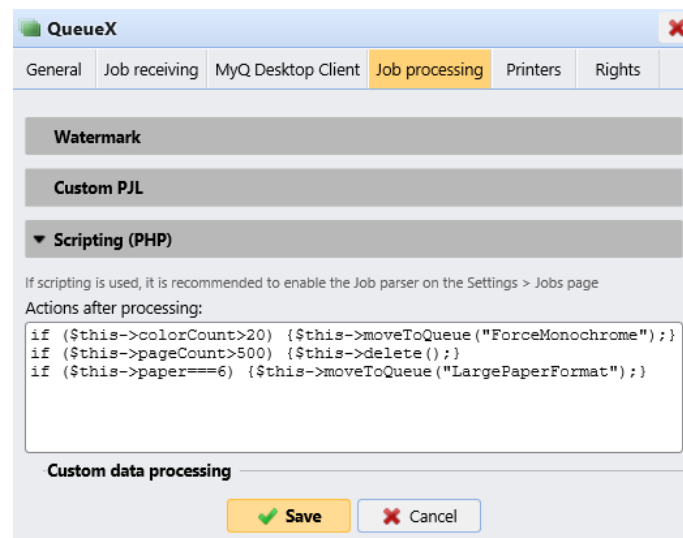 QueueX
General Job receiving MyQ Desktop Client Job processing Printers Rights
Watermark
Custom PJL
Scripting (PHP)
If scripting is used, it is recommended to enable the Job parser on the Settings > Jobs page
Actions after processing:
if ($this->colorCount>20) {$this->moveToQueue("ForceMonochrome");}
if ($this->pageCount>500) {$this->delete();}
if ($this->paper===6) {$this->moveToQueue("LargePaperFormat");}
Custom data processing
Save Cancel